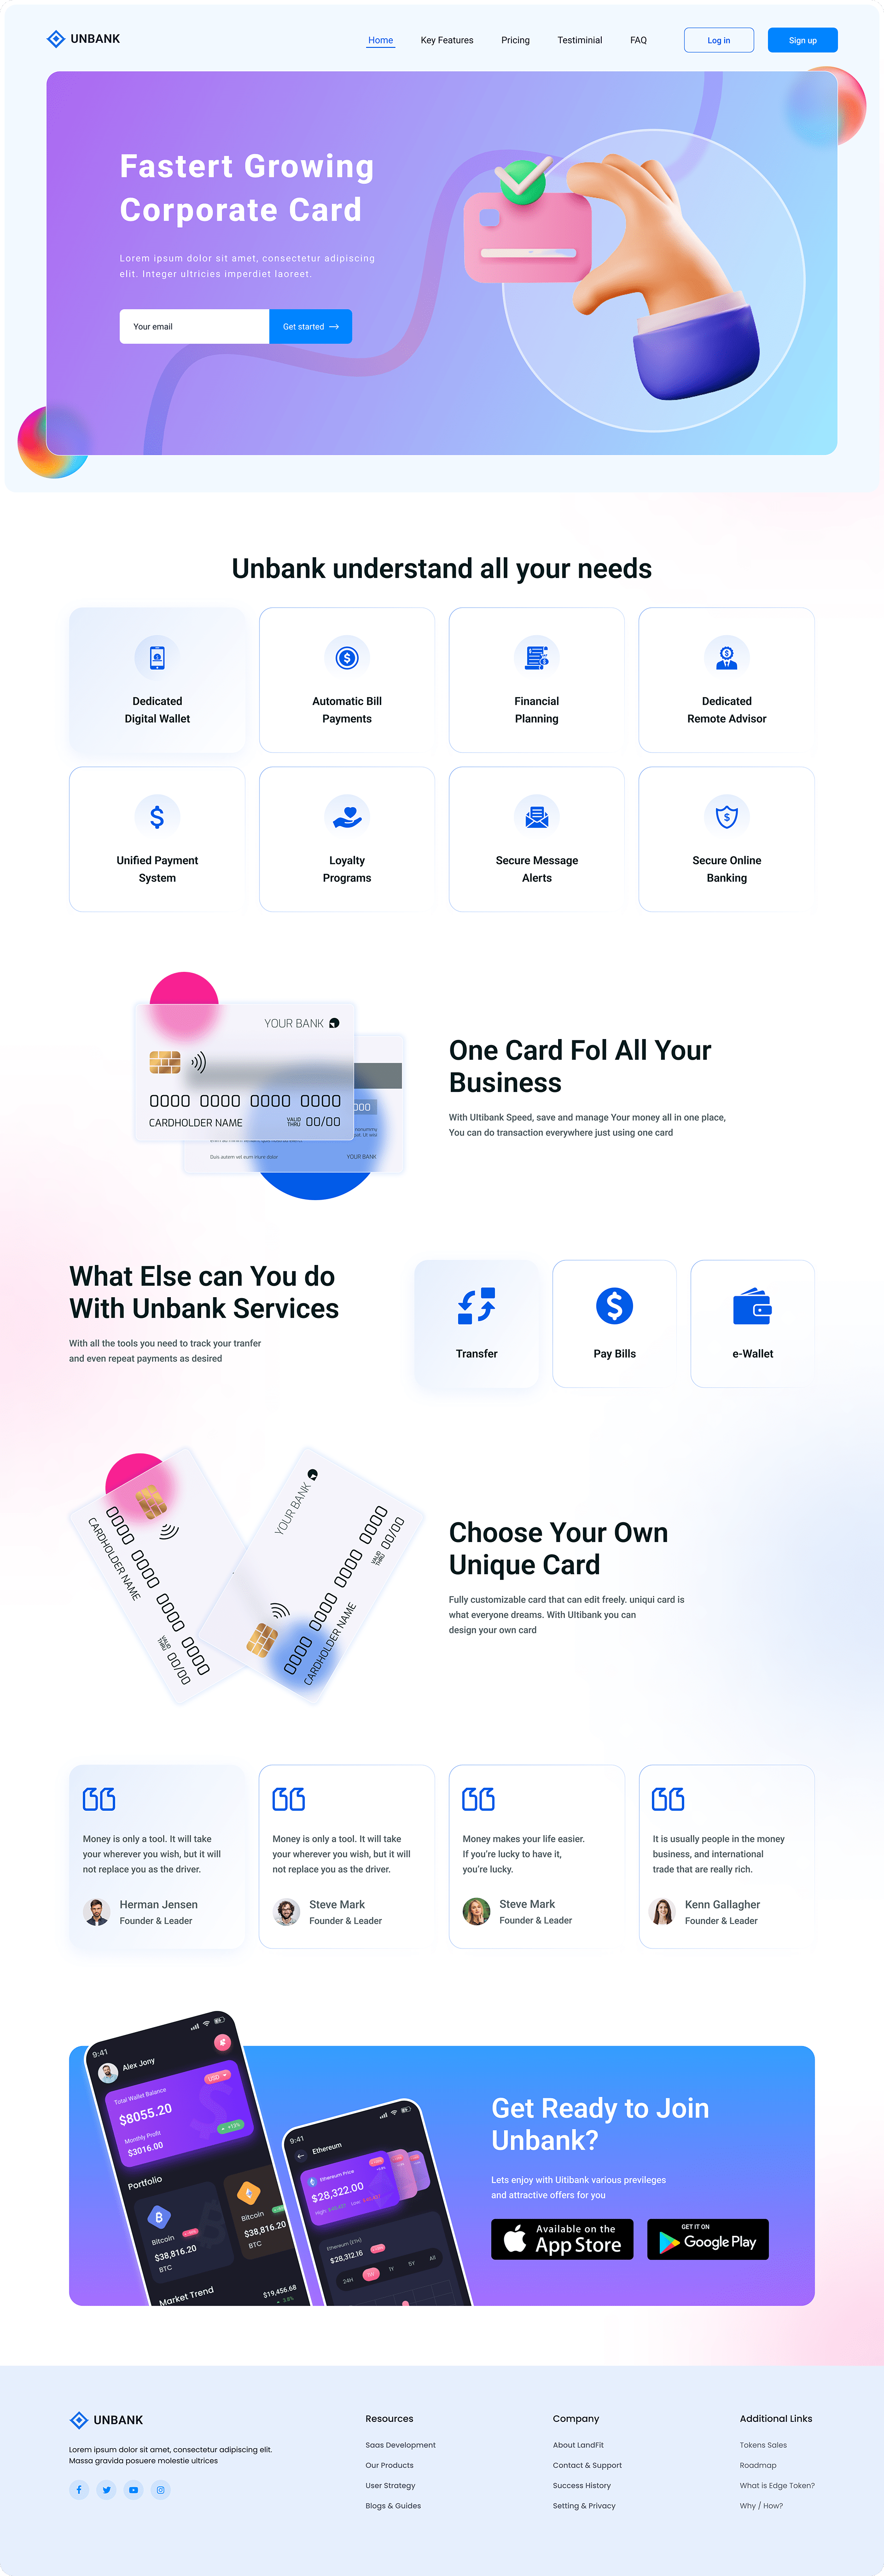 UNBANK
Home
Key Features
Pricing
Testiminial
FAQ
Log in
Sign up
Fastert Growing
Corporate Card
Lorem ipsum dolor sit amet, consectetur adipiscing
elit. Integer ultricies imperdiet laoreet.
Your email
Get started
Unbank understand all your needs
Dedicated
Digital Wallet
Automatic Bill
Payments
Financial
Planning
Dedicated
Remote Advisor
Unified Payment
System
Loyalty
Programs
Secure Message
Alerts
Secure Online
Banking
YOUR BANK
0000 0000 0000 0000
CARDHOLDER NAME
VALID
THRU
00/00
000
Quis autem vel eum iriure dolor
YOUR BANK
One Card Fol All Your
Business
With Ultibank Speed, save and manage Your money all in one place,
You can do transaction everywhere just using one card
What Else can You do
With Unbank Services
With all the tools you need to track your tranfer
and even repeat payments as desired
Transfer
Pay Bills
e-Wallet
0000 0000 0000 0000
CARDHOLDER NAME
VALID
THRU
00/00
YOUR BANK
0000 0000 0000 0000
CARDHOLDER NAME
VALID
THRU
00/00
Choose Your Own
Unique Card
Fully customizable card that can edit freely. uniqui card is
what everyone dreams. With Ultibank you can
design your own card
Money is only a tool. It will take
your wherever you wish, but it will
not replace you as the driver.
Herman Jensen
Founder & Leader
Money is only a tool. It will take
your wherever you wish, but it will
not replace you as the driver.
Steve Mark
Founder & Leader
Money makes your life easier.
If you're lucky to have it,
you're lucky.
Steve Mark
Founder & Leader
It is usually people in the money
business, and international
trade that are really rich.
Kenn Gallagher
Founder & Leader
9:41
Alex Jony
Total Wallet Balance
USD
$8055.20
Monthly Profit
$3016.00
+10%
Portfolio
Bitcoin
$38,816.20
BTC
Bitcoin
$38,816.20
BTC
Market Trend
$19,456.68
3.8%
9:41
Ethereum
Ethereum Price
$28,322.00
High
Low
Ethereum (ETH)
$28,312.16
24H
1Y
5Y
All
Get Ready to Join
Unbank?
Lets enjoy with Uitibank various previleges
and attractive offers for you
Available on the
App Store
GET IT ON
Google Play
UNBANK
Lorem ipsum dolor sit amet, consectetur adipiscing elit.
Massa gravida posuere molestie ultrices
Resources
Saas Development
Our Products
User Strategy
Blogs & Guides
Company
About LandFit
Contact & Support
Success History
Setting & Privacy
Additional Links
Tokens Sales
Roadmap
What is Edge Token?
Why / How?